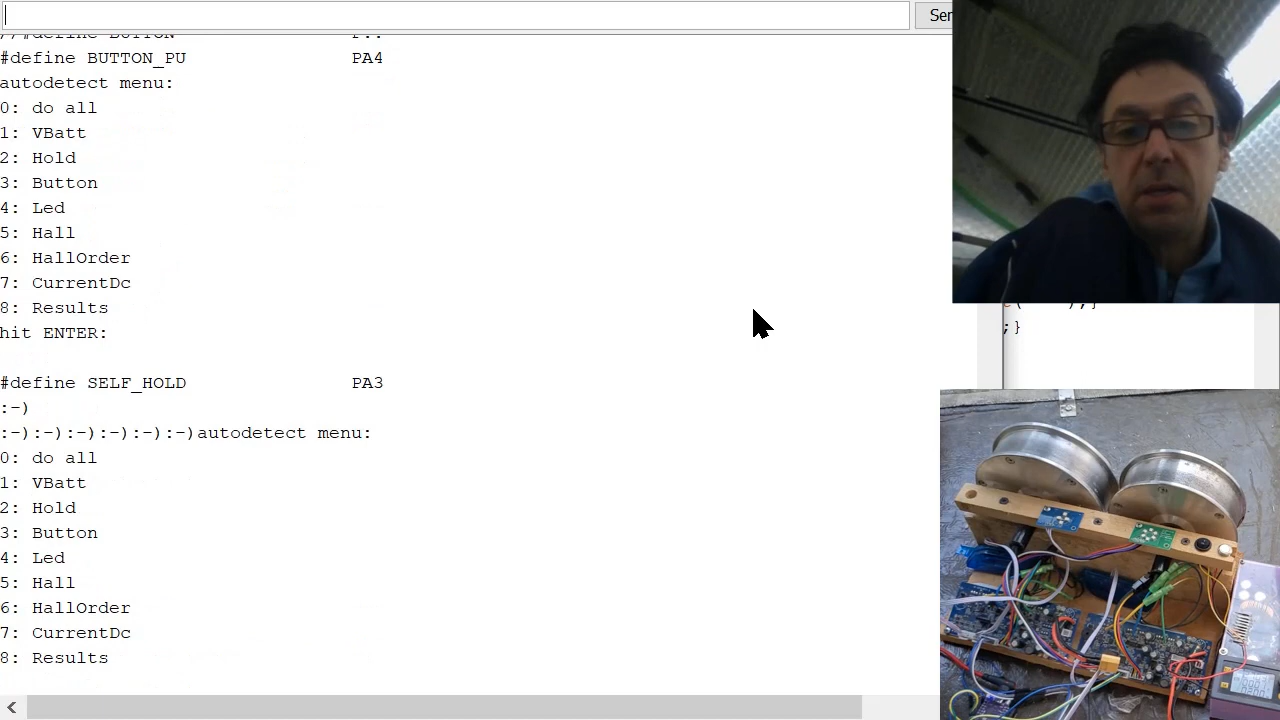 Ser
#define BUTTON_PU PA4
autodetect menu:
0: do all
1: VBatt
2: Hold
3: Button
4: Led
5: Hall
6: HallOrder
7: CurrentDc
8: Results
hit ENTER:
;}
#define SELF_HOLD PA3
:-)
:-):-):-):-):-):-)autodetect menu:
0: do all
1: VBatt
2: Hold
3: Button
4: Led
5: Hall
6: HallOrder
7: CurrentDc
8: Results